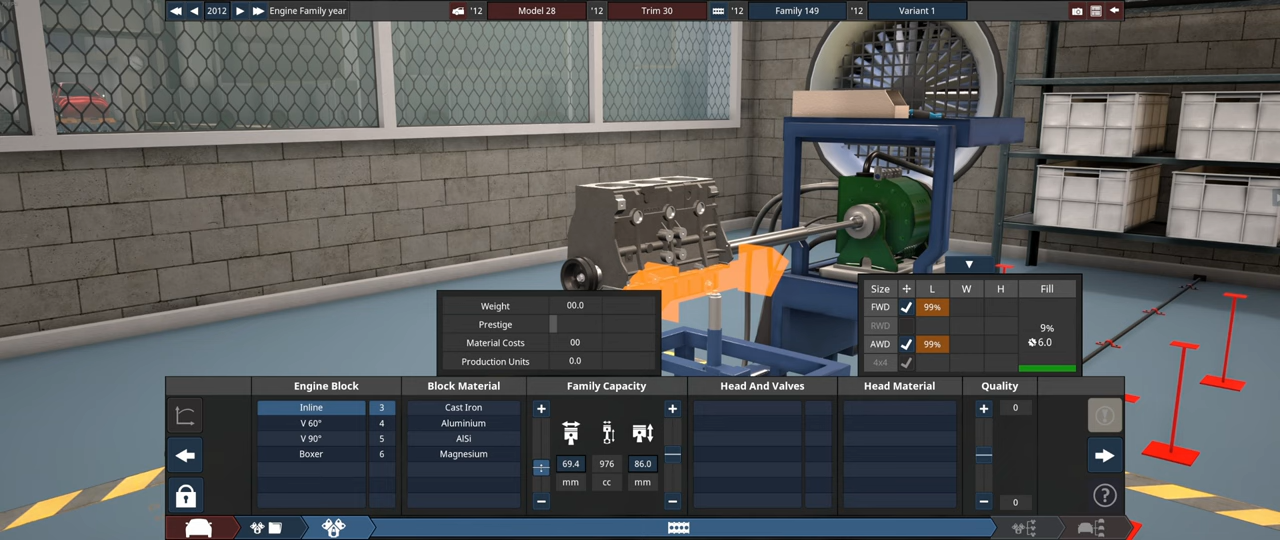 2012 Engine Family year '12 Model 28 '12 Trim 30 '12 Family 149 '12 Variant 1
Size L W H Fill
FWD 99%
RWD
9%
6.0
AWD 99%
4x4
Weight 00.0
Prestige
Material Costs 00
Production Units 0.0
Engine Block Block Material Family Capacity Head And Valves Head Material Quality
Inline 3 Cast Iron 0
V 60° 4 Aluminium
V 90° 5 AlSi
Boxer 6 Magnesium
69.4 976 86.0
mm cc mm
0